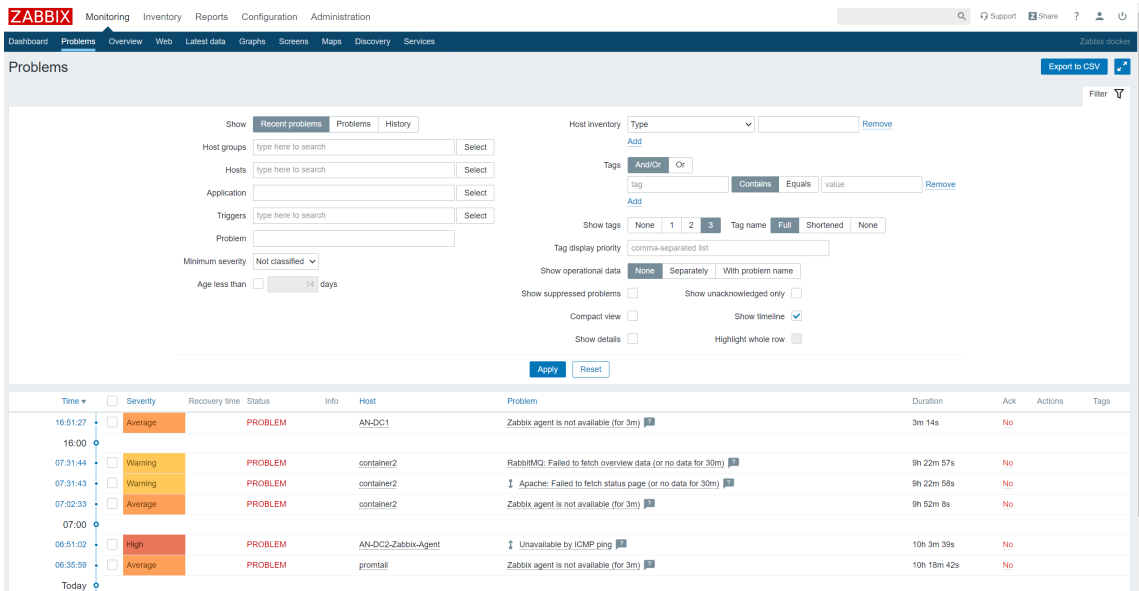 ZABBIX Monitoring Inventory Reports Configuration Administration Support Z Share ?
Dashboard Problems Overview Web Latest data Graphs Screens Maps Discovery Services Zabbix docker
Problems Export to CSV
Filter
Show Recent problems Problems History Host inventory Type Remove
Add
Host groups type here to search Select
Hosts type here to search Select Tags And/Or Or
Application Select tag Contains Equals value Remove
Add
Triggers type here to search Select
Show tags None 1 2 3 Tag name Full Shortened None
Problem
Tag display priority comma-separated list
Minimum severity Not classified
Show operational data None Separately With problem name
Age less than 14 days
Show suppressed problems Show unacknowledged only
Compact view Show timeline
Show details Highlight whole row
Apply Reset
Time Severity Recovery time Status Info Host Problem Duration Ack Actions Tags
16:51:27 Average PROBLEM AN-DC1 Zabbix agent is not available (for 3m) ? 3m 14s No
16:00
07:31:44 Warning PROBLEM container2 RabbitMQ: Failed to fetch overview data (or no data for 30m) ? 9h 22m 57s No
07:31:43 Warning PROBLEM container2 Apache: Failed to fetch status page (or no data for 30m) ? 9h 22m 58s No
07:02:33 Average PROBLEM container2 Zabbix agent is not available (for 3m) ? 9h 52m 8s No
07:00
06:51:02 High PROBLEM AN-DC2-Zabbix-Agent Unavailable by ICMP ping ? 10h 3m 39s No
06:35:59 Average PROBLEM promtail Zabbix agent is not available (for 3m) ? 10h 18m 42s No
Today